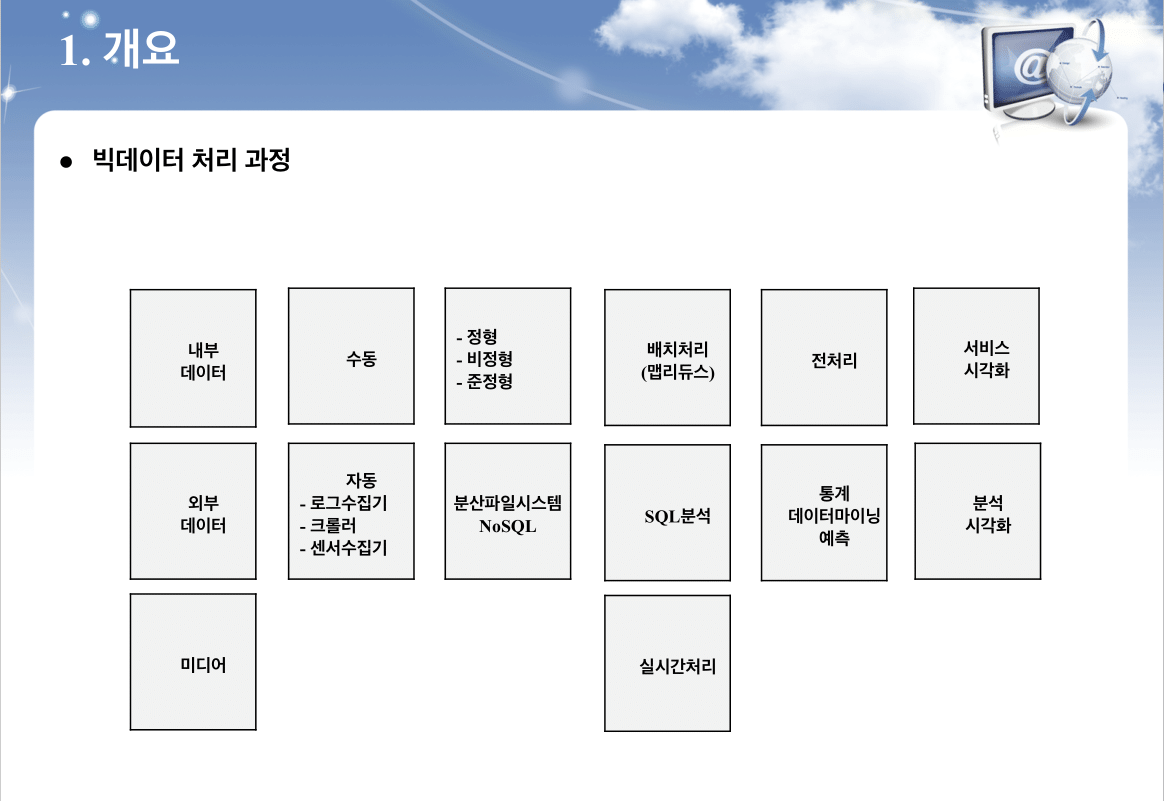 1. 개요
● 빅데이터 처리 과정
내부
데이터
수동
- 정형
- 비정형
- 준정형
배치처리
(맵리듀스)
전처리
서비스
시각화
외부
데이터
자동
- 로그수집기
- 크롤러
- 센서수집기
분산파일시스템
NoSQL
SQL분석
통계
데이터마이닝
예측
분석
시각화
미디어
실시간처리
@